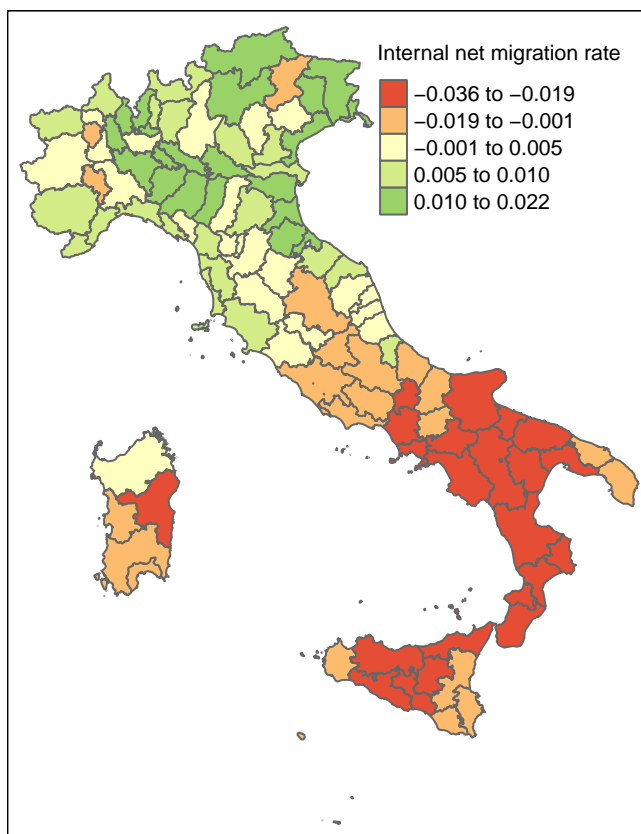 Internal net migration rate
−0.036 to −0.019
−0.019 to −0.001
−0.001 to 0.005
0.005 to 0.010
0.010 to 0.022